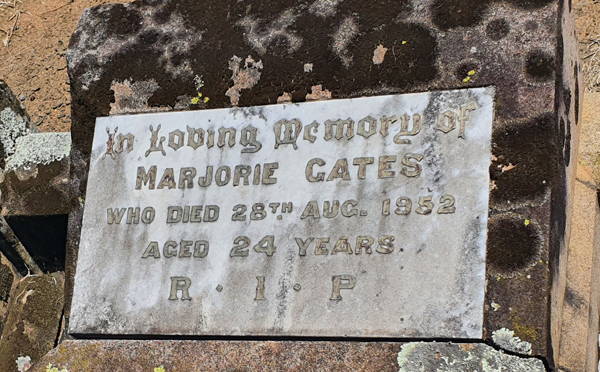 In Loving Memory of
MARJORIE GATES
WHO DIED 28TH AUG. 1952
AGED 24 YEARS.
R · I · P